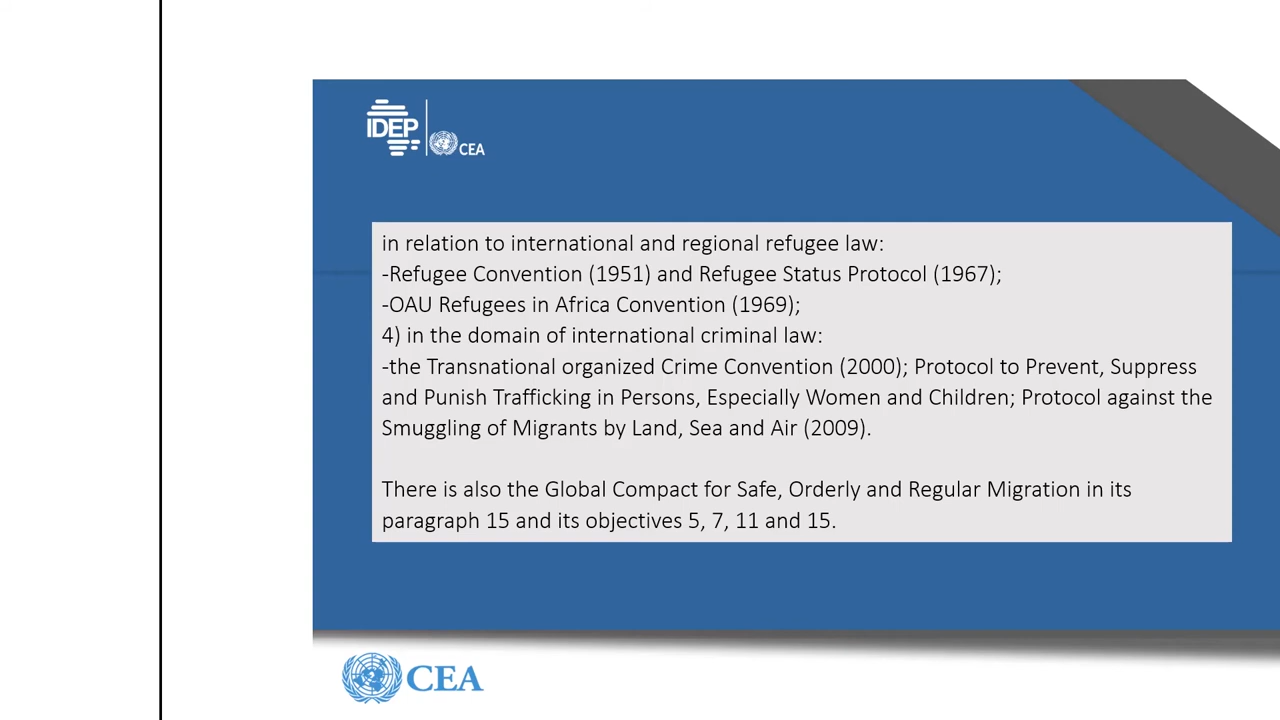 IDEP
CEA
in relation to international and regional refugee law:
-Refugee Convention (1951) and Refugee Status Protocol (1967);
-OAU Refugees in Africa Convention (1969);
4) in the domain of international criminal law:
-the Transnational organized Crime Convention (2000); Protocol to Prevent, Suppress
and Punish Trafficking in Persons, Especially Women and Children; Protocol against the
Smuggling of Migrants by Land, Sea and Air (2009).
There is also the Global Compact for Safe, Orderly and Regular Migration in its
paragraph 15 and its objectives 5, 7, 11 and 15.
CEA